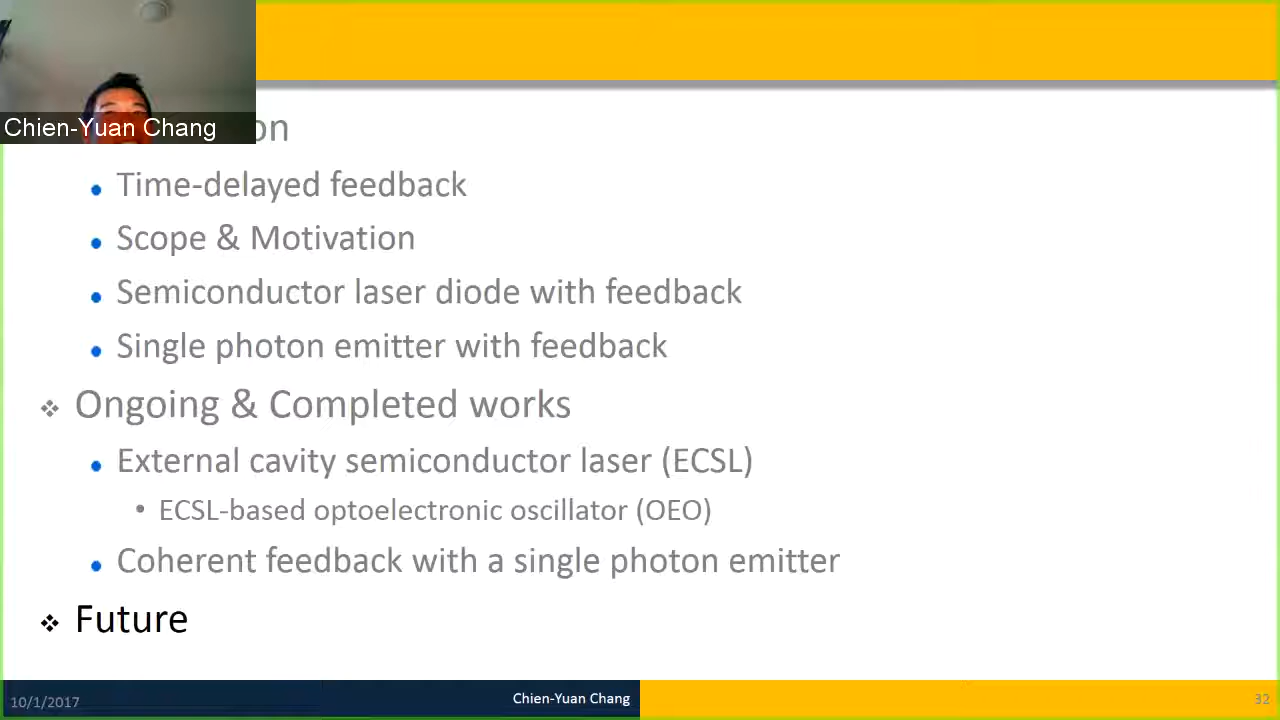 Chien-Yuan Chang
on
Time-delayed feedback
Scope & Motivation
Semiconductor laser diode with feedback
Single photon emitter with feedback
Ongoing & Completed works
External cavity semiconductor laser (ECSL)
ECSL-based optoelectronic oscillator (OEO)
Coherent feedback with a single photon emitter
Future
10/1/2017
Chien-Yuan Chang
32